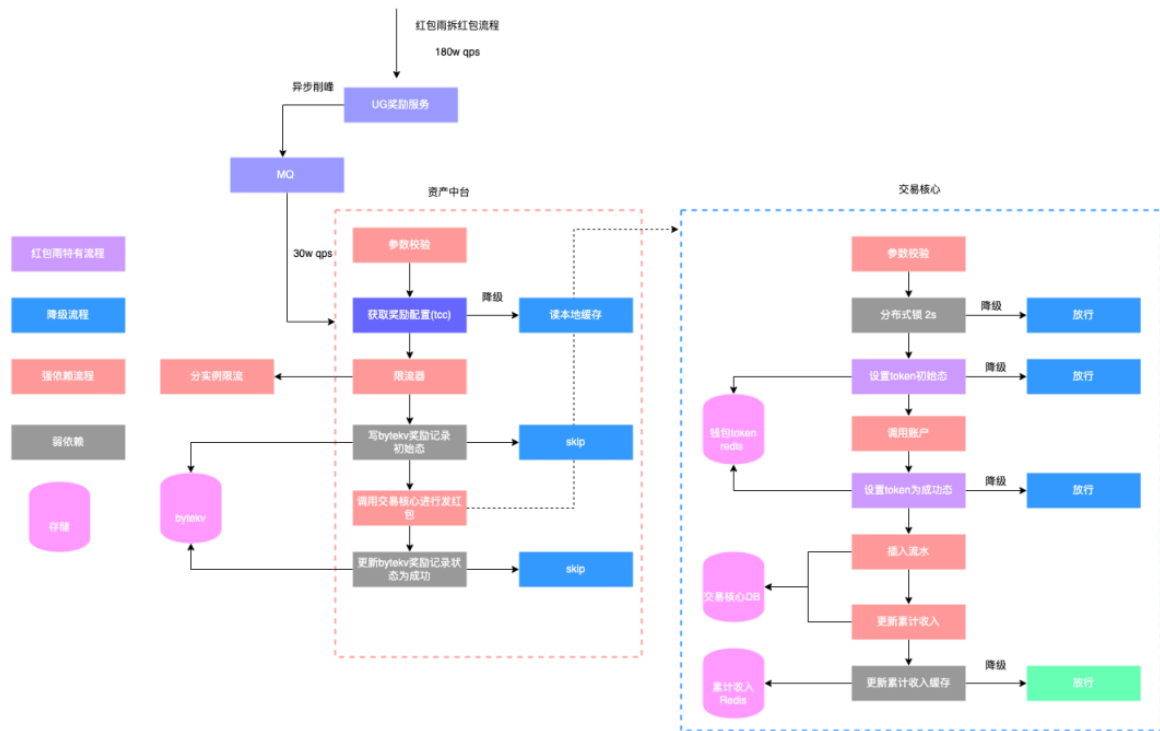 红包雨拆红包流程
180w qps
异步削峰
UG奖励服务
MQ
30w qps
红包雨特有流程
降级流程
强依赖流程
弱依赖
存储
资产中台
参数校验
获取奖励配置(tcc)
降级
读本地缓存
分实例限流
限流器
写bytekv奖励记录
初始态
skip
bytekv
调用交易核心进行发红
包
更新bytekv奖励记录状
态为成功
skip
交易核心
参数校验
分布式锁 2s
降级
放行
设置token初始态
降级
放行
钱包token
redis
调用账户
设置token为成功态
降级
放行
插入流水
交易核心DB
更新累计收入
累计收入
Redis
更新累计收入缓存
降级
放行